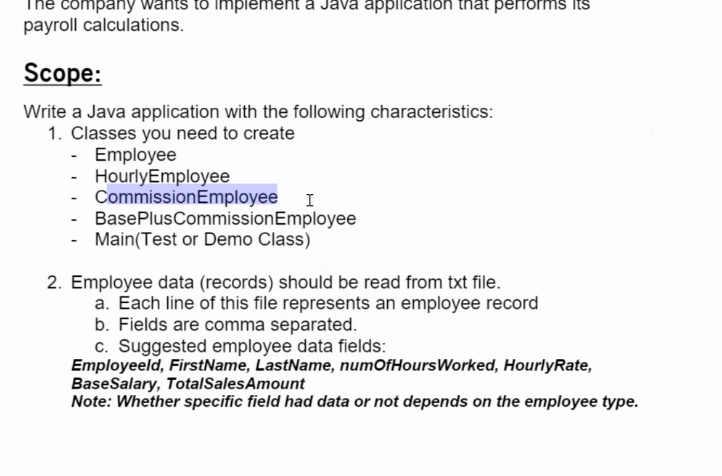 The company wants to implement a Java application that performs its
payroll calculations.
Scope:
Write a Java application with the following characteristics:
1. Classes you need to create
- Employee
- HourlyEmployee
- CommissionEmployee
- BasePlusCommissionEmployee
- Main(Test or Demo Class)
2. Employee data (records) should be read from txt file.
a. Each line of this file represents an employee record
b. Fields are comma separated.
c. Suggested employee data fields:
EmployeeId, FirstName, LastName, numOfHoursWorked, HourlyRate,
BaseSalary, TotalSalesAmount
Note: Whether specific field had data or not depends on the employee type.